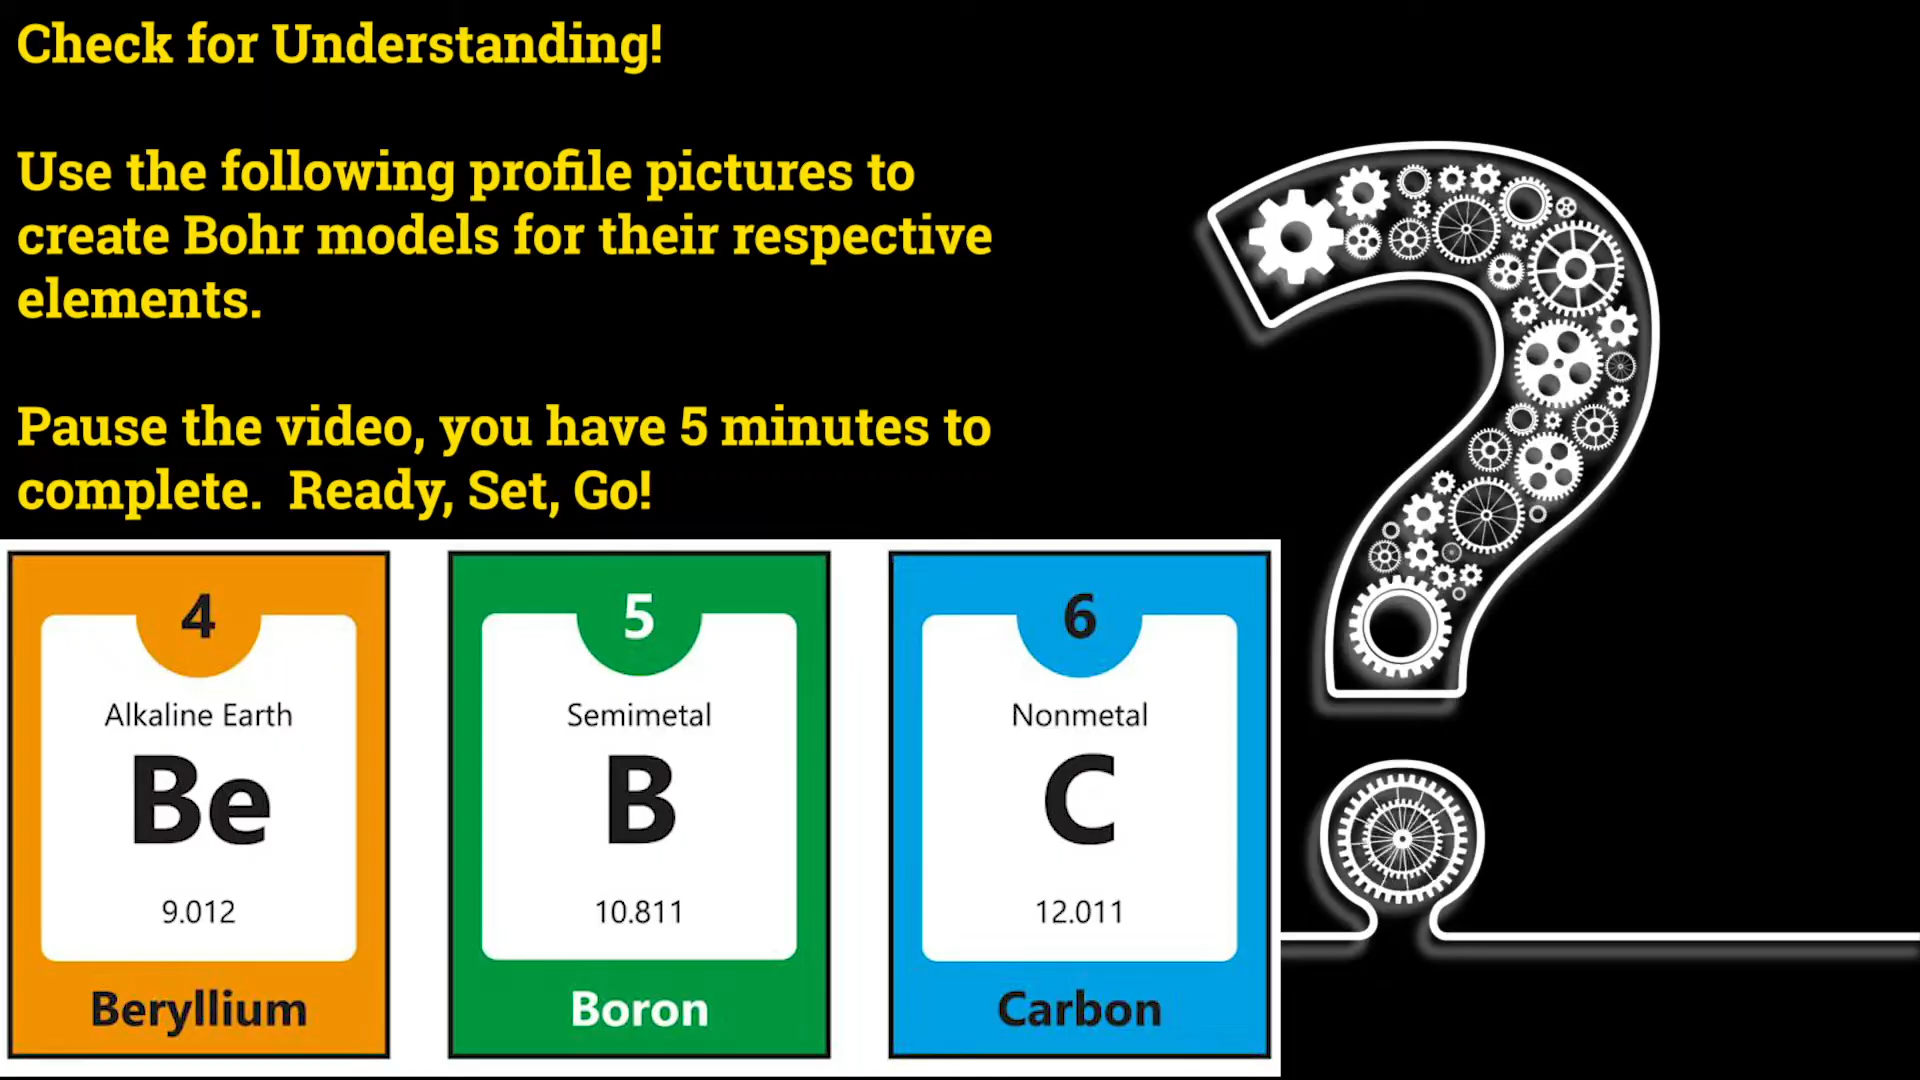 Check for Understanding!
Use the following profile pictures to
create Bohr models for their respective
elements.
Pause the video, you have 5 minutes to
complete.  Ready, Set, Go!
4
Alkaline Earth
Be
9.012
Beryllium
5
Semimetal
B
10.811
Boron
6
Nonmetal
C
12.011
Carbon